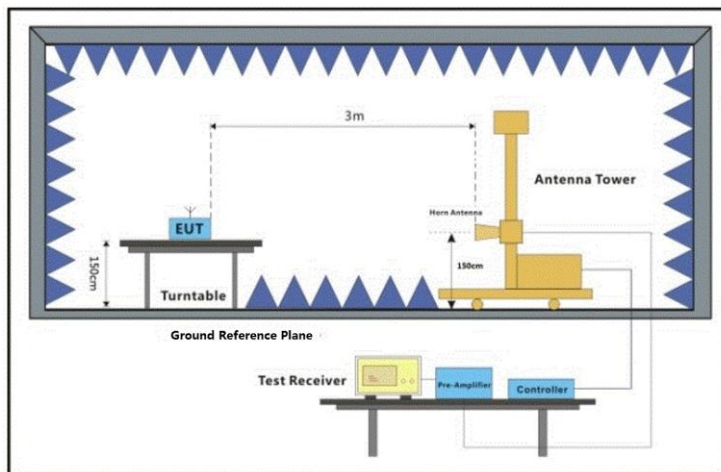 3m
Antenna Tower
Horn Antenna
EUT
150cm
150cm
Turntable
Ground Reference Plane
Test Receiver
Pre-Amplifier
Controller